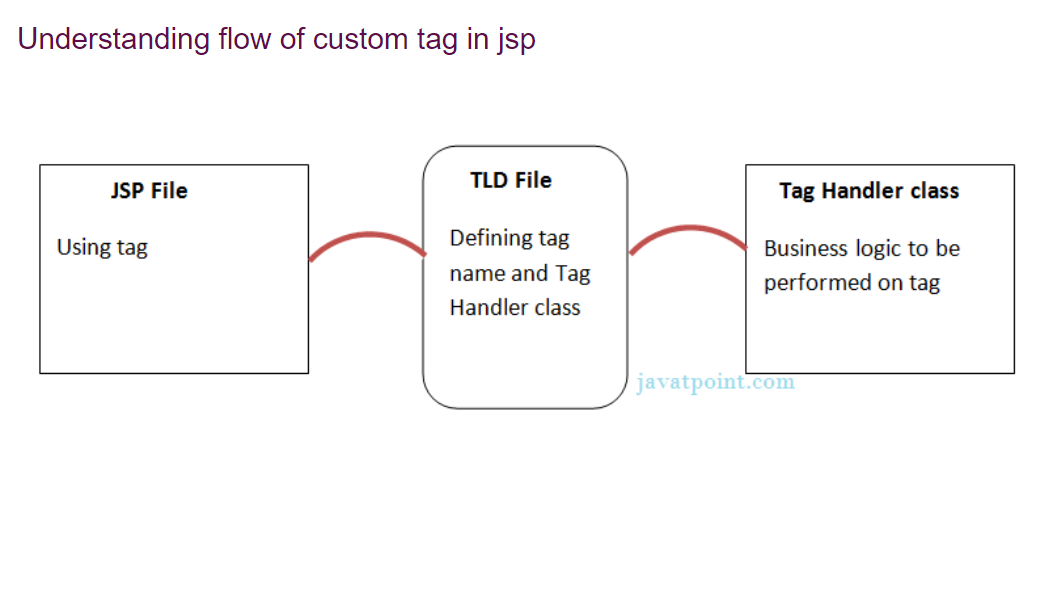 Understanding flow of custom tag in jsp
JSP File
Using tag
TLD File
Defining tag
name and Tag
Handler class
Tag Handler class
Business logic to be
performed on tag
javatpoint.com